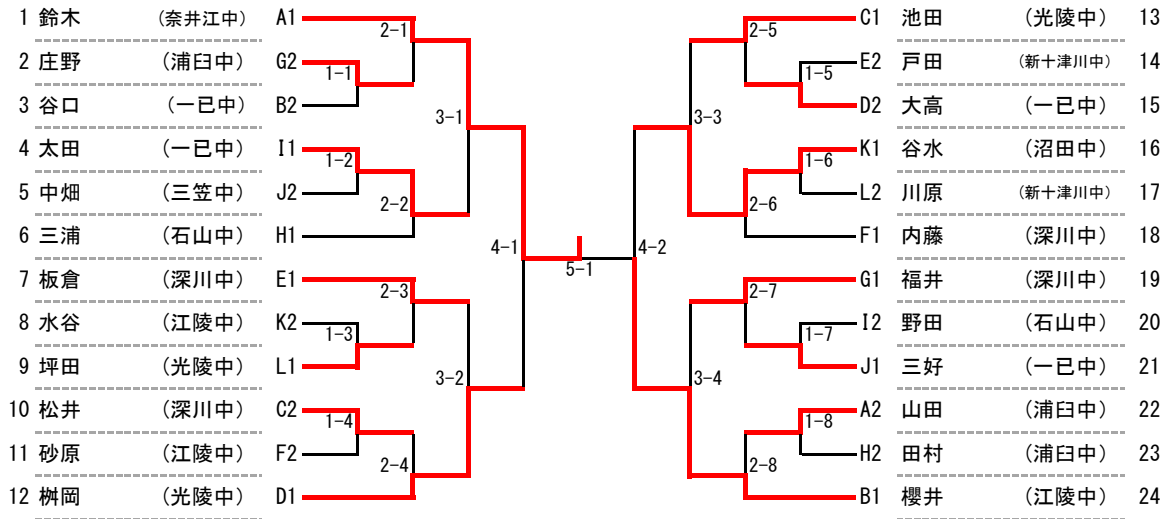 1 鈴木 (奈井江中) A1
2 庄野 (浦臼中) G2
3 谷口 (一已中) B2
4 太田 (一已中) I1
5 中畑 (三笠中) J2
6 三浦 (石山中) H1
7 板倉 (深川中) E1
8 水谷 (江陵中) K2
9 坪田 (光陵中) L1
10 松井 (深川中) C2
11 砂原 (江陵中) F2
12 桝岡 (光陵中) D1
2-1
1-1
3-1
1-2
2-2
4-1
2-3
1-3
3-2
1-4
2-4
5-1
2-5
1-5
3-3
1-6
2-6
4-2
2-7
1-7
3-4
1-8
2-8
C1 池田 (光陵中) 13
E2 戸田 (新十津川中) 14
D2 大高 (一已中) 15
K1 谷水 (沼田中) 16
L2 川原 (新十津川中) 17
F1 内藤 (深川中) 18
G1 福井 (深川中) 19
I2 野田 (石山中) 20
J1 三好 (一已中) 21
A2 山田 (浦臼中) 22
H2 田村 (浦臼中) 23
B1 櫻井 (江陵中) 24